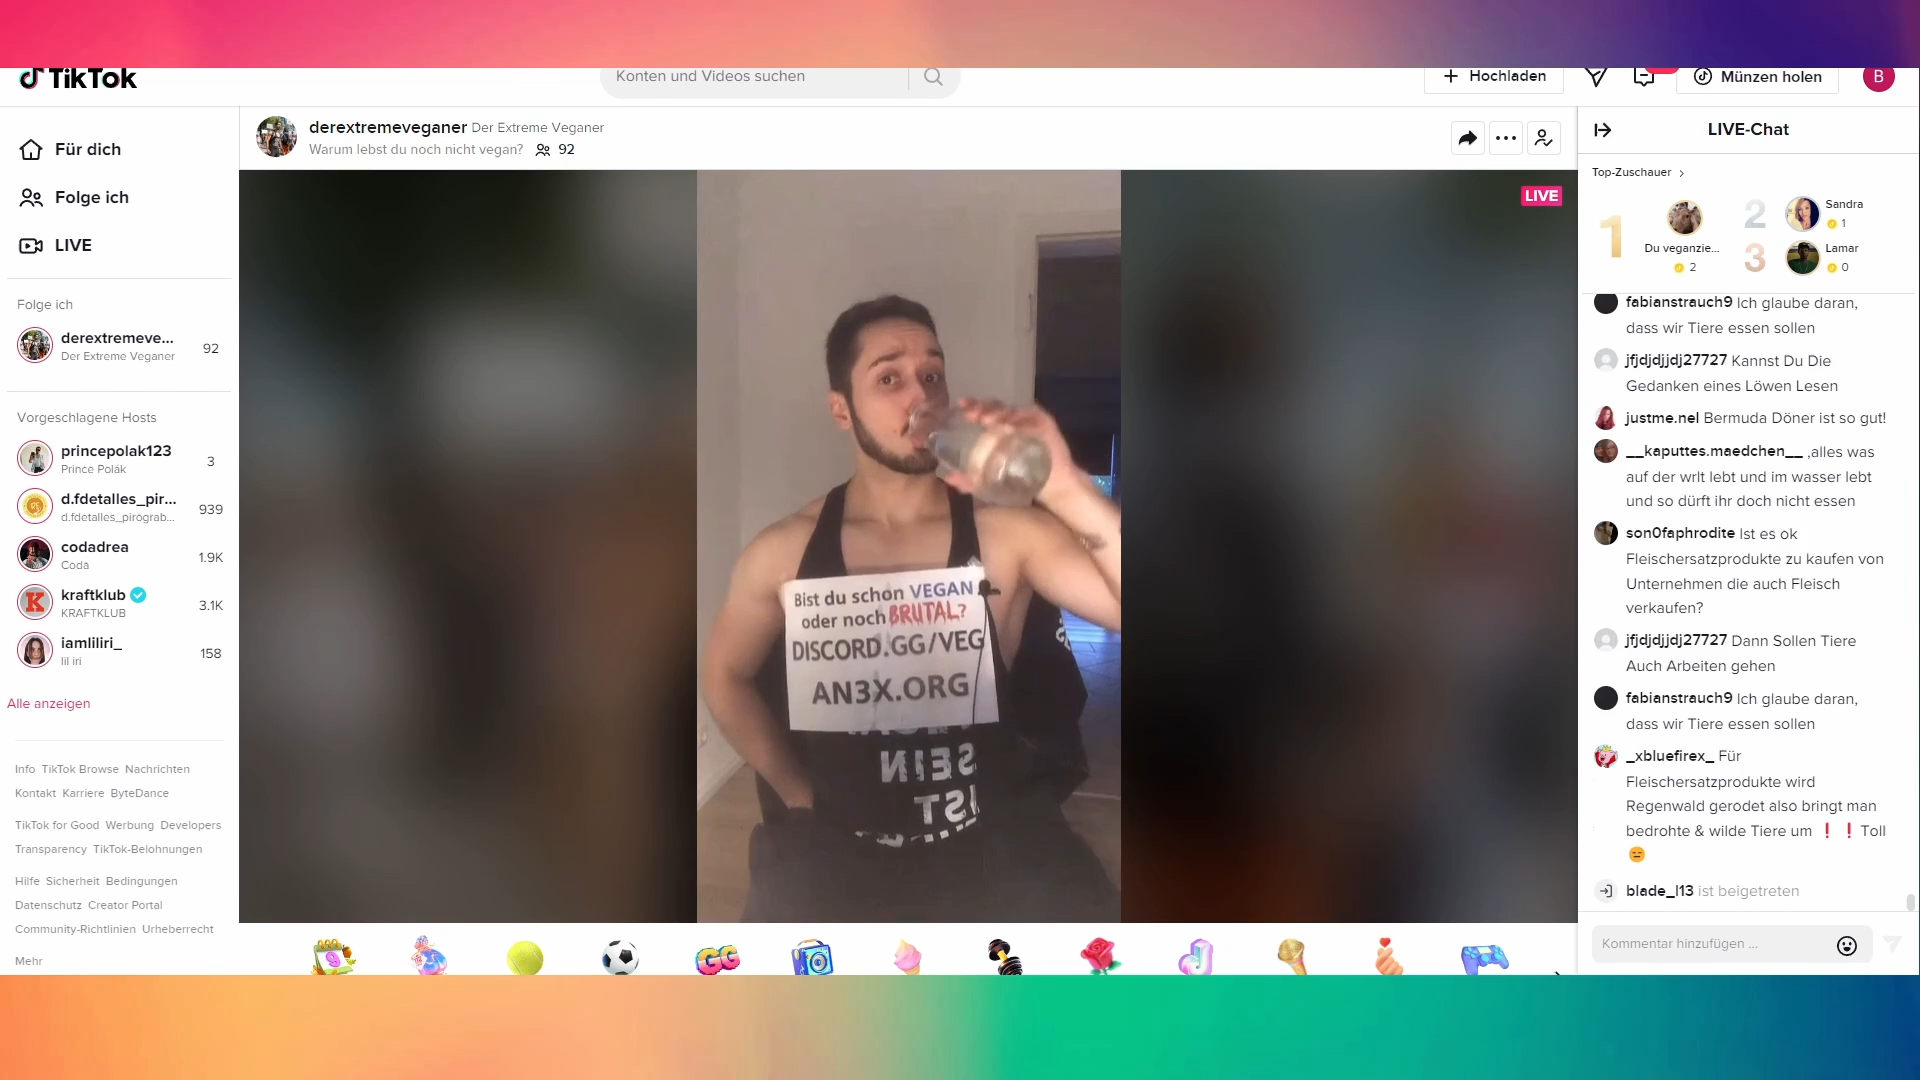 TikTok
Konten und Videos suchen
Hochladen
Münzen holen
B
Für dich
Folge ich
LIVE
Folge ich
derextremeve...
Der Extreme Veganer
92
Vorgeschlagene Hosts
princepolak123
Prince Polák
3
d.fdetalles_pir...
d.fdetalles_pirograb...
939
codadrea
Coda
1.9K
kraftklub
KRAFTKLUB
3.1K
iamliliri_
lil iri
158
Alle anzeigen
Info TikTok Browse Nachrichten
Kontakt Karriere ByteDance
TikTok for Good Werbung Developers
Transparency TikTok-Belohnungen
Hilfe Sicherheit Bedingungen
Datenschutz Creator Portal
Community-Richtlinien Urheberrecht
Mehr
derextremeveganer Der Extreme Veganer
Warum lebst du noch nicht vegan? 92
LIVE
Bist du schon VEGAN
oder noch BRUTAL?
DISCORD.GG/VEG
AN3X.ORG
SEIN
IST
LIVE-Chat
Top-Zuschauer
1
Du veganzie...
2
2
Sandra
1
3
Lamar
0
fabianstrauch9 Ich glaube daran,
dass wir Tiere essen sollen
jfjdjdjjdj27727 Kannst Du Die
Gedanken eines Löwen Lesen
justme.nel Bermuda Döner ist so gut!
__kaputtes.maedchen__ ,alles was
auf der wrlt lebt und im wasser lebt
und so dürft ihr doch nicht essen
son0faphrodite Ist es ok
Fleischersatzprodukte zu kaufen von
Unternehmen die auch Fleisch
verkaufen?
jfjdjdjjdj27727 Dann Sollen Tiere
Auch Arbeiten gehen
fabianstrauch9 Ich glaube daran,
dass wir Tiere essen sollen
_xbluefirex_ Für
Fleischersatzprodukte wird
Regenwald gerodet also bringt man
bedrohte & wilde Tiere um ❗ ❗ Toll
😑
blade_l13 ist beigetreten
Kommentar hinzufügen ...
9
GG